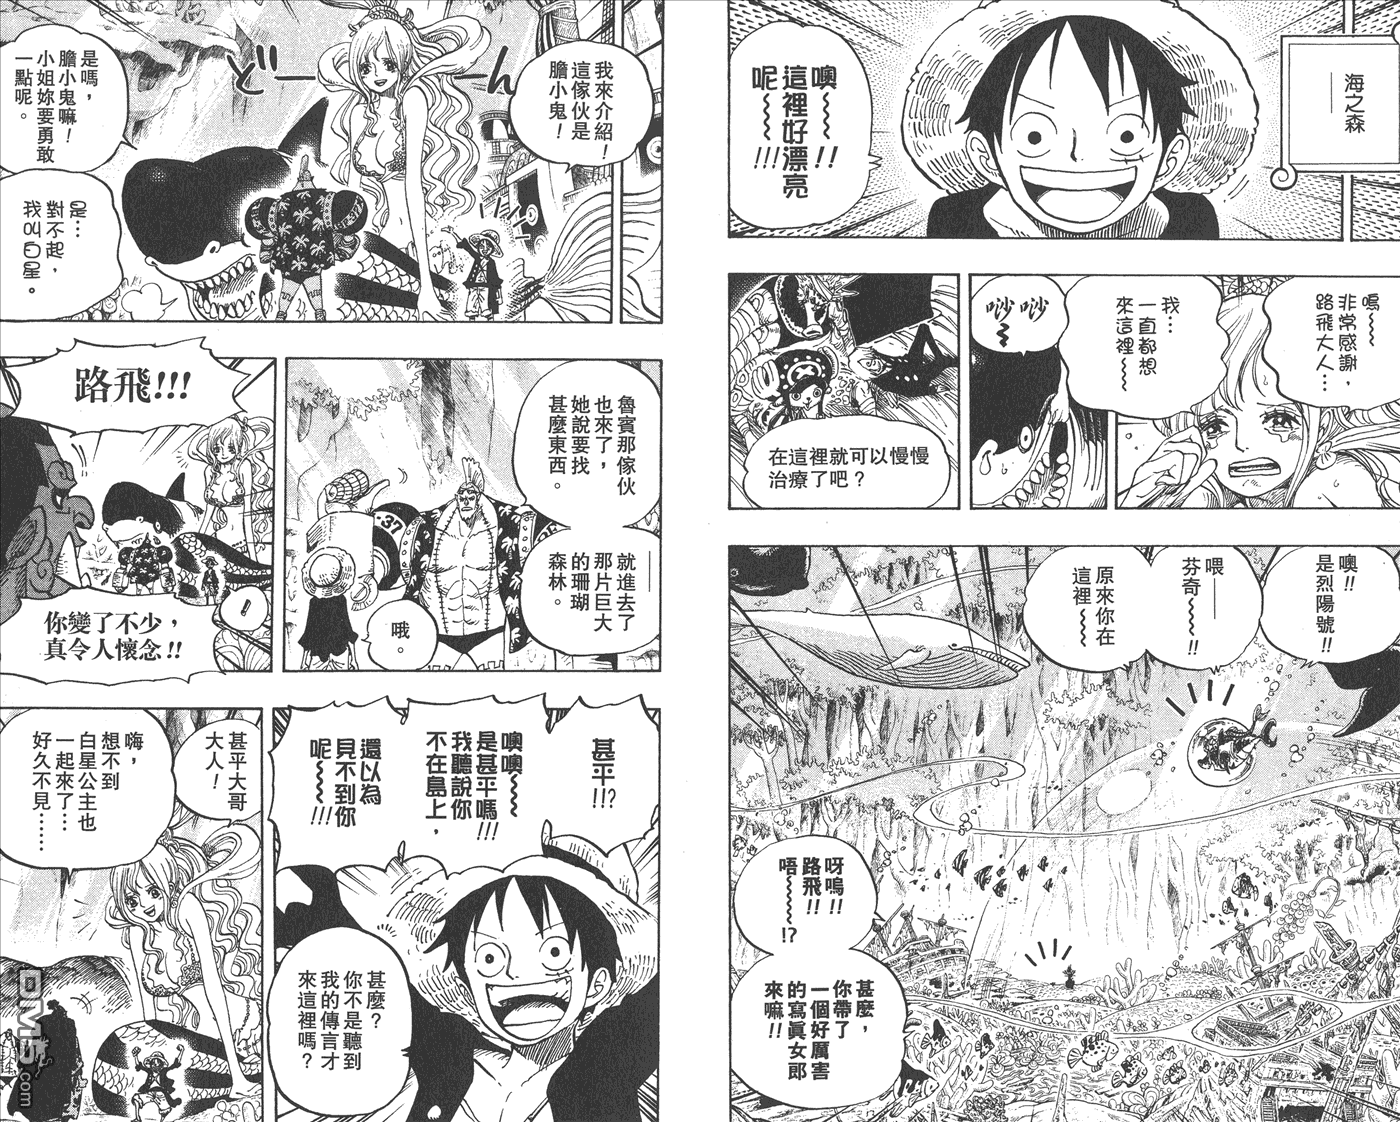 海之森
噢～～!!
這裡好漂亮
呢～～!!!
嗚～～
非常感謝，
路飛大人…
我…
一直都想
來這裡～～
吵吵
在這裡就可以慢慢
治療了吧？
噢!!
是烈陽號!!
喂——
芬奇～～!!
原來你在
這裡～～
呀嗚!!
路飛!!
唔～～!?
甚麼，
你帶了
一個好厲害
的寫真女郎
來嘛!!
我來介紹！
這傢伙是
膽小鬼！
どーん
是嗎，
膽小鬼嘛！
小姐妳要勇敢
一點呢。
是…
對不起，
我叫白星。
魯賓那傢伙
也來了，
她說要找
甚麼東西。
——
就進去了
那片巨大
的珊瑚
森林。
哦。
路飛!!!
你變了不少，
真令人懷念!!
甚平!!?
噢噢～～
是甚平嗎!!!
我聽說你
不在島上，
還以為
見不到你
呢～～!!!
甚麼？
你不是聽到
我的傳言才
來這裡嗎？
甚平大哥
大人！
嗨，
想不到
白星公主也
一起來了…
好久不見……
DM5.com